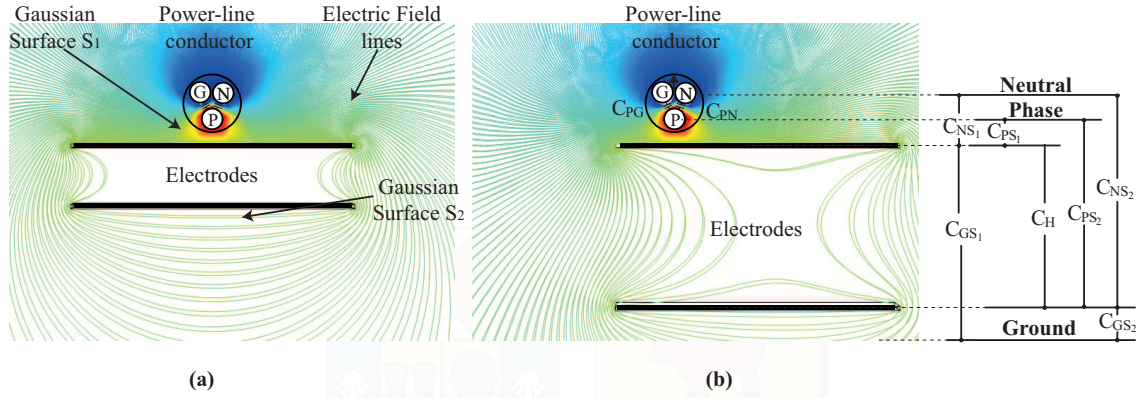 Gaussian
Surface S1
Power-line
conductor
Electric Field
lines
G N
P
Electrodes
Gaussian
Surface S2
(a)
Power-line
conductor
G N
P
CPG
CPN
Electrodes
(b)
Neutral
Phase
CNS1
CPS1
CNS2
CPS2
CH
CGS1
Ground
CGS2